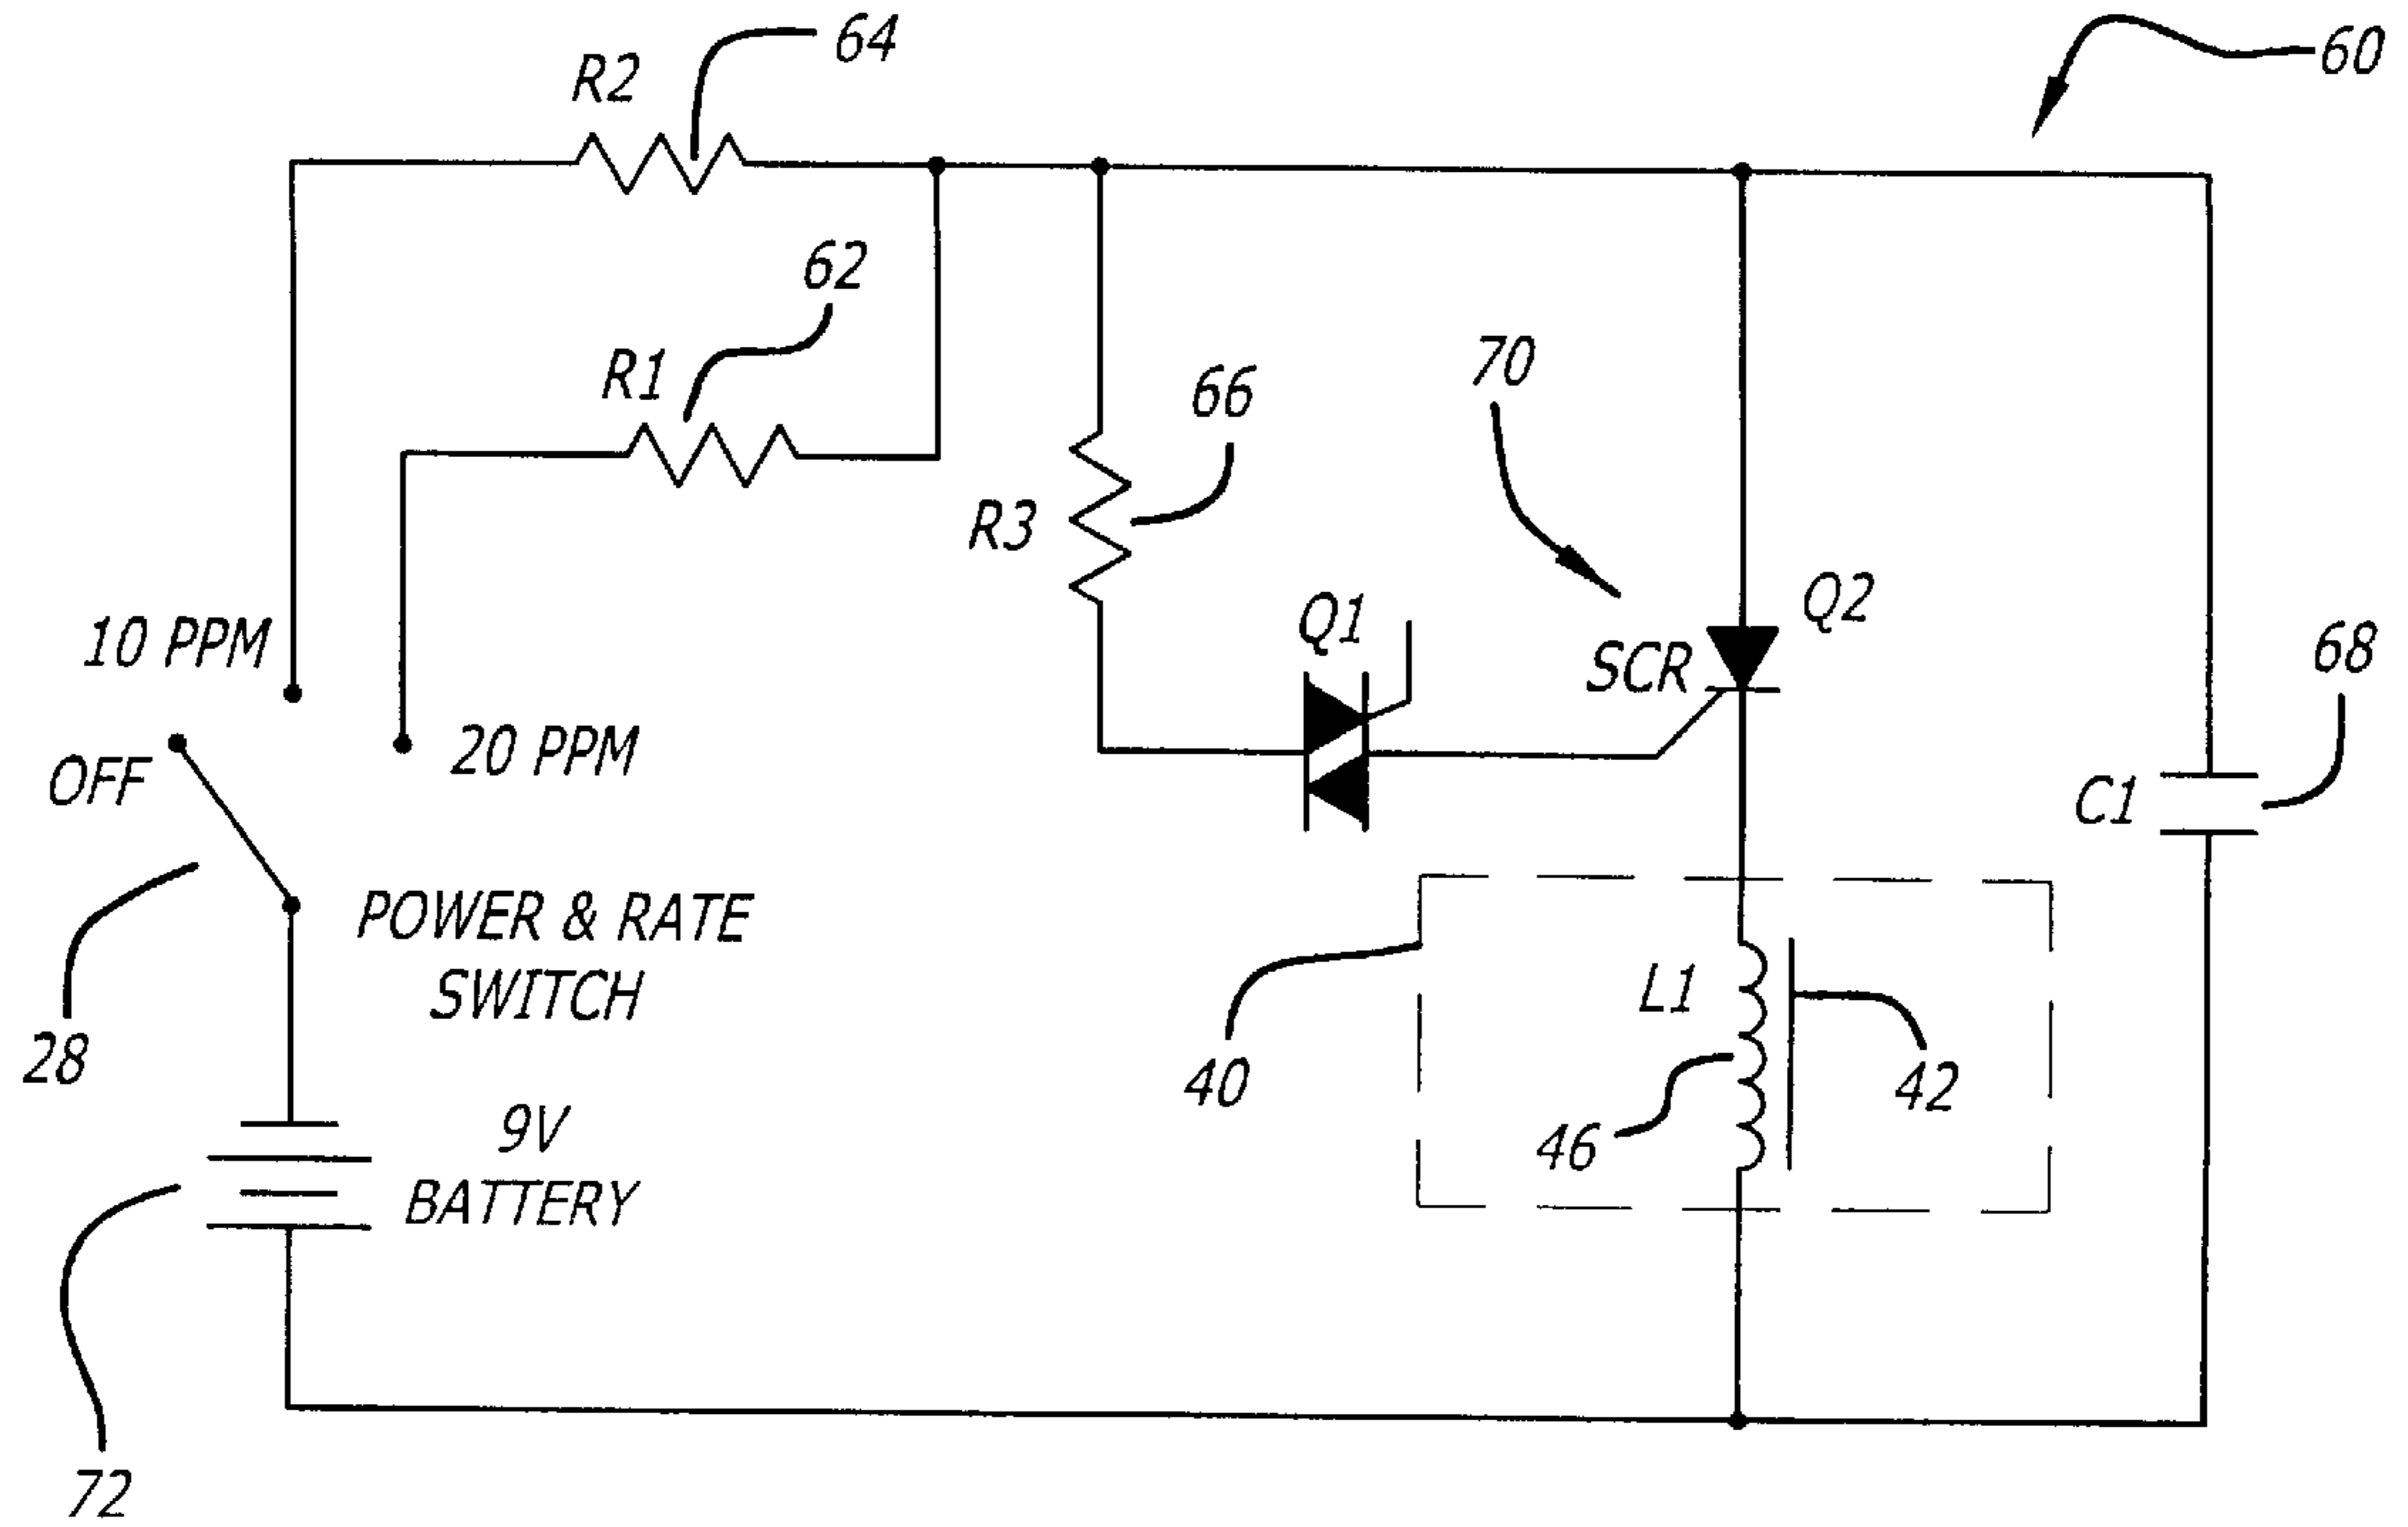 64
60
R2
62
R1
70
66
R3
Q1
Q2
10 PPM
SCR
68
20 PPM
OFF
C1
POWER & RATE
SWITCH
L1
28
40
42
9V
46
BATTERY
72